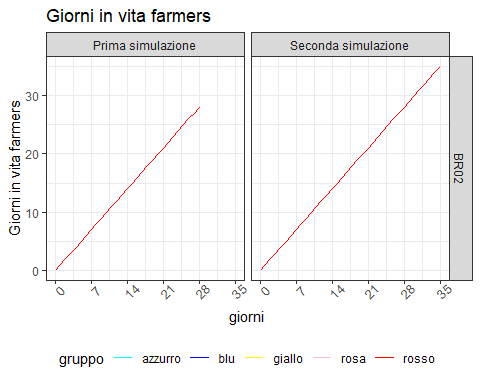 Giorni in vita farmers
Prima simulazione
Seconda simulazione
Giorni in vita farmers
30
20
10
0
BR02
0 7 14 21 28 35
0 7 14 21 28 35
giorni
gruppo azzurro blu giallo rosa rosso